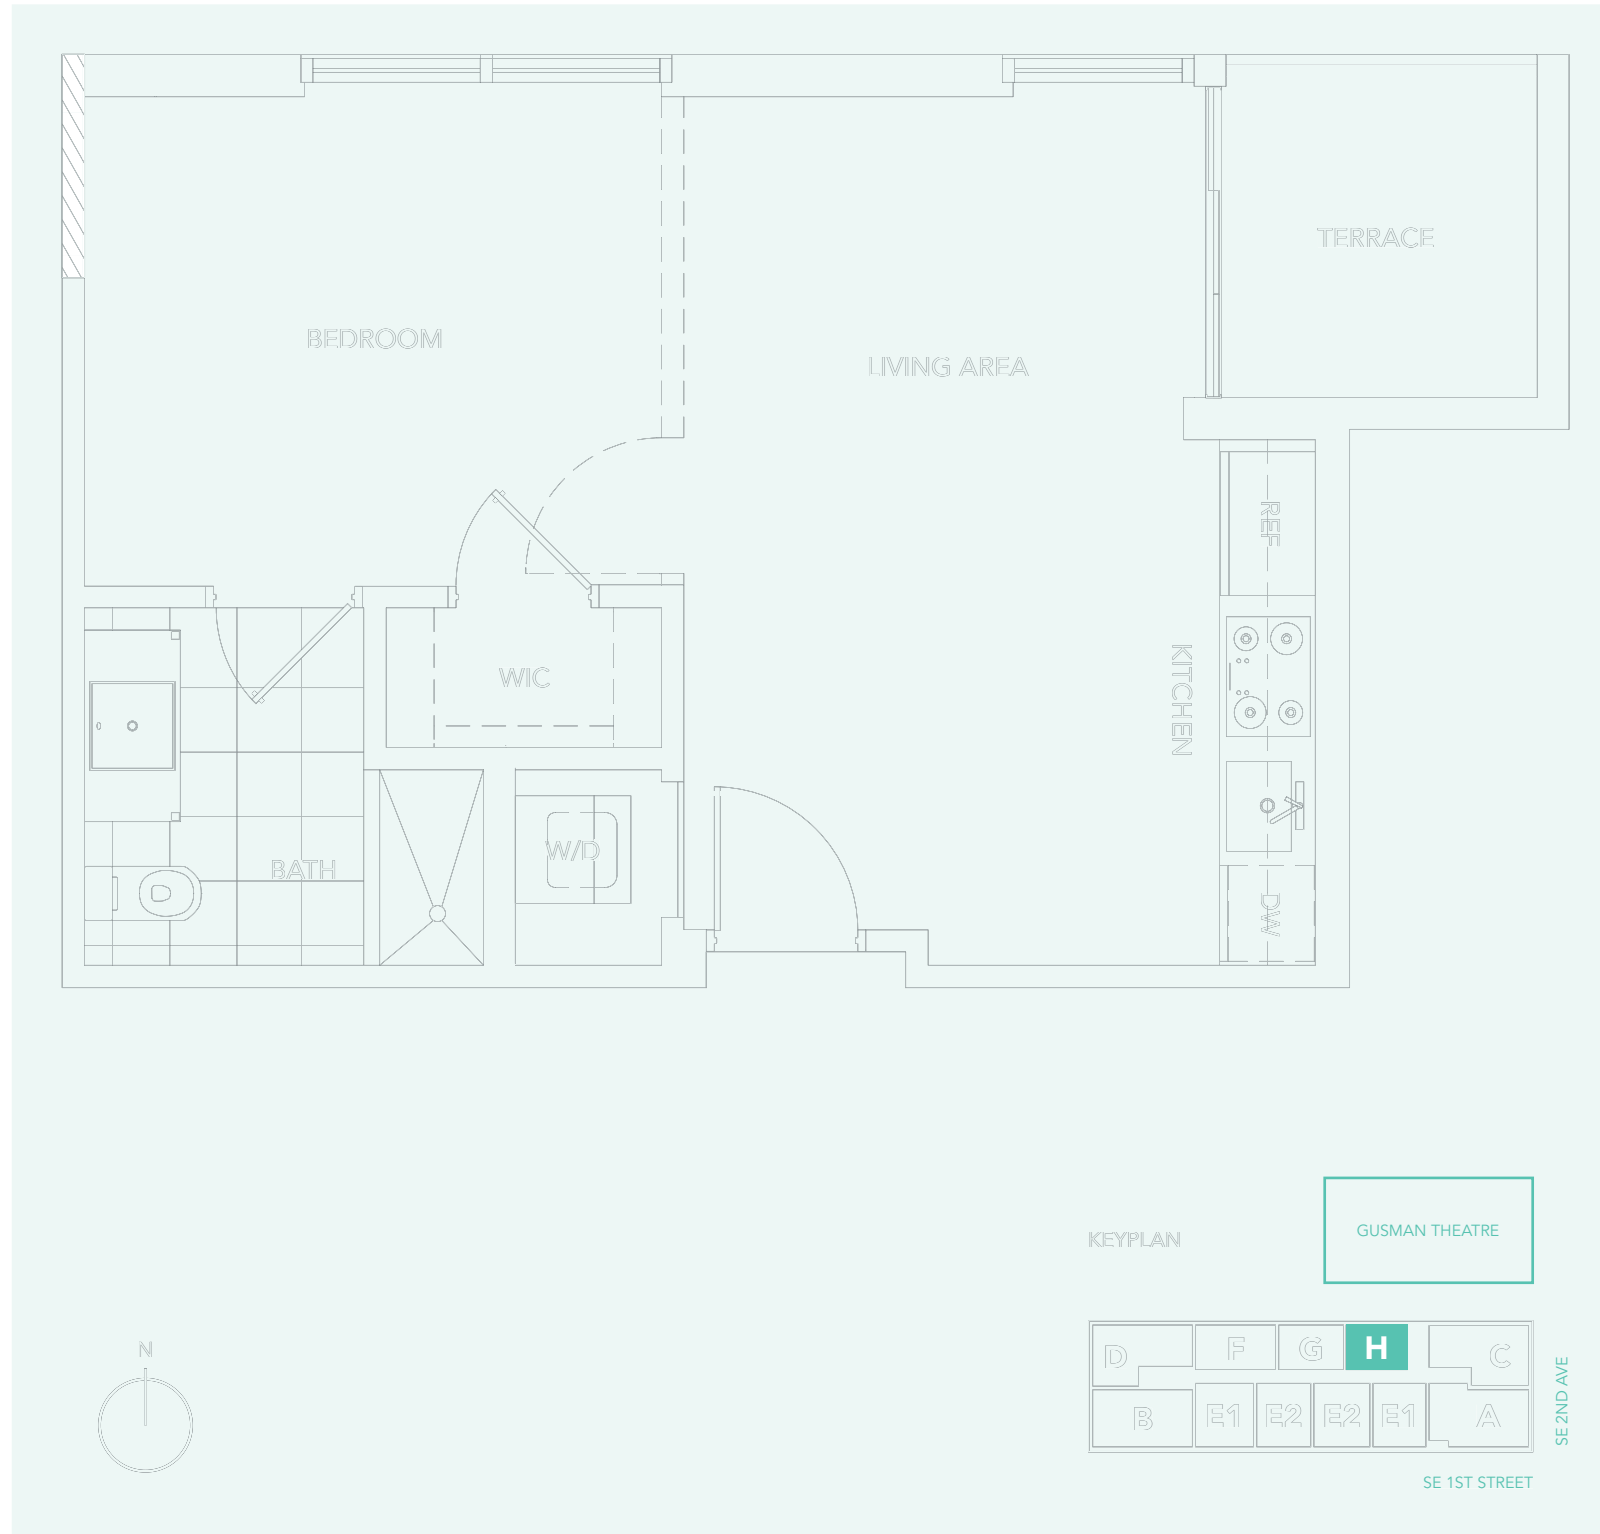 TERRACE
BEDROOM
LIVING AREA
REF
KITCHEN
WIC
W/D
BATH
DW
GUSMAN THEATRE
KEYPLAN
N
D
F
G
H
C
B
E1
E2
E2
E1
A
SE 2ND AVE
SE 1ST STREET